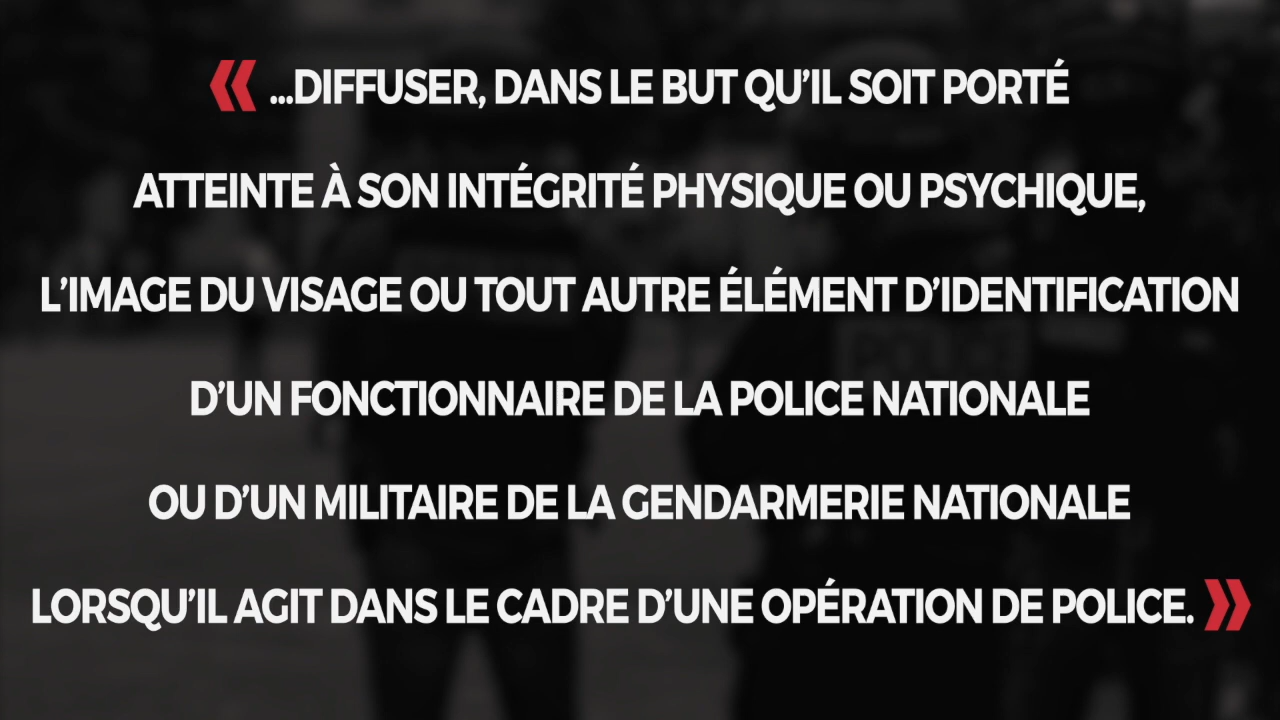 « ...DIFFUSER, DANS LE BUT QU’IL SOIT PORTÉ
ATTEINTE À SON INTÉGRITÉ PHYSIQUE OU PSYCHIQUE,
L’IMAGE DU VISAGE OU TOUT AUTRE ÉLÉMENT D’IDENTIFICATION
D’UN FONCTIONNAIRE DE LA POLICE NATIONALE
OU D’UN MILITAIRE DE LA GENDARMERIE NATIONALE
LORSQU’IL AGIT DANS LE CADRE D’UNE OPÉRATION DE POLICE. »
POLICE